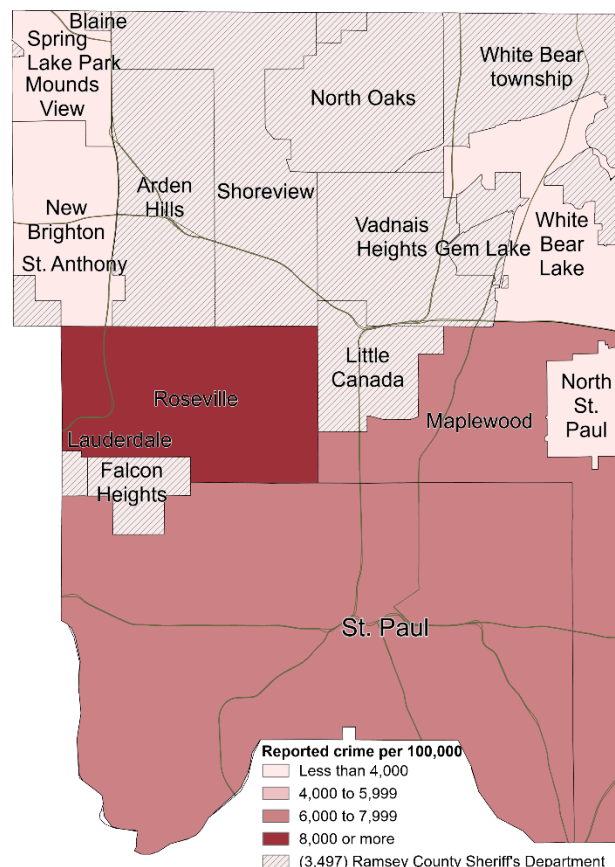 Blaine
Spring
Lake Park
Mounds
View
White Bear
township
North Oaks
Arden
Hills
Shoreview
New
Brighton
St. Anthony
Vadnais
Heights
Gem Lake
White
Bear
Lake
Little
Canada
Roseville
Maplewood
North
St.
Paul
Lauderdale
Falcon
Heights
St. Paul
Reported crime per 100,000
Less than 4,000
4,000 to 5,999
6,000 to 7,999
8,000 or more
(3,497) Ramsey County Sheriff's Department